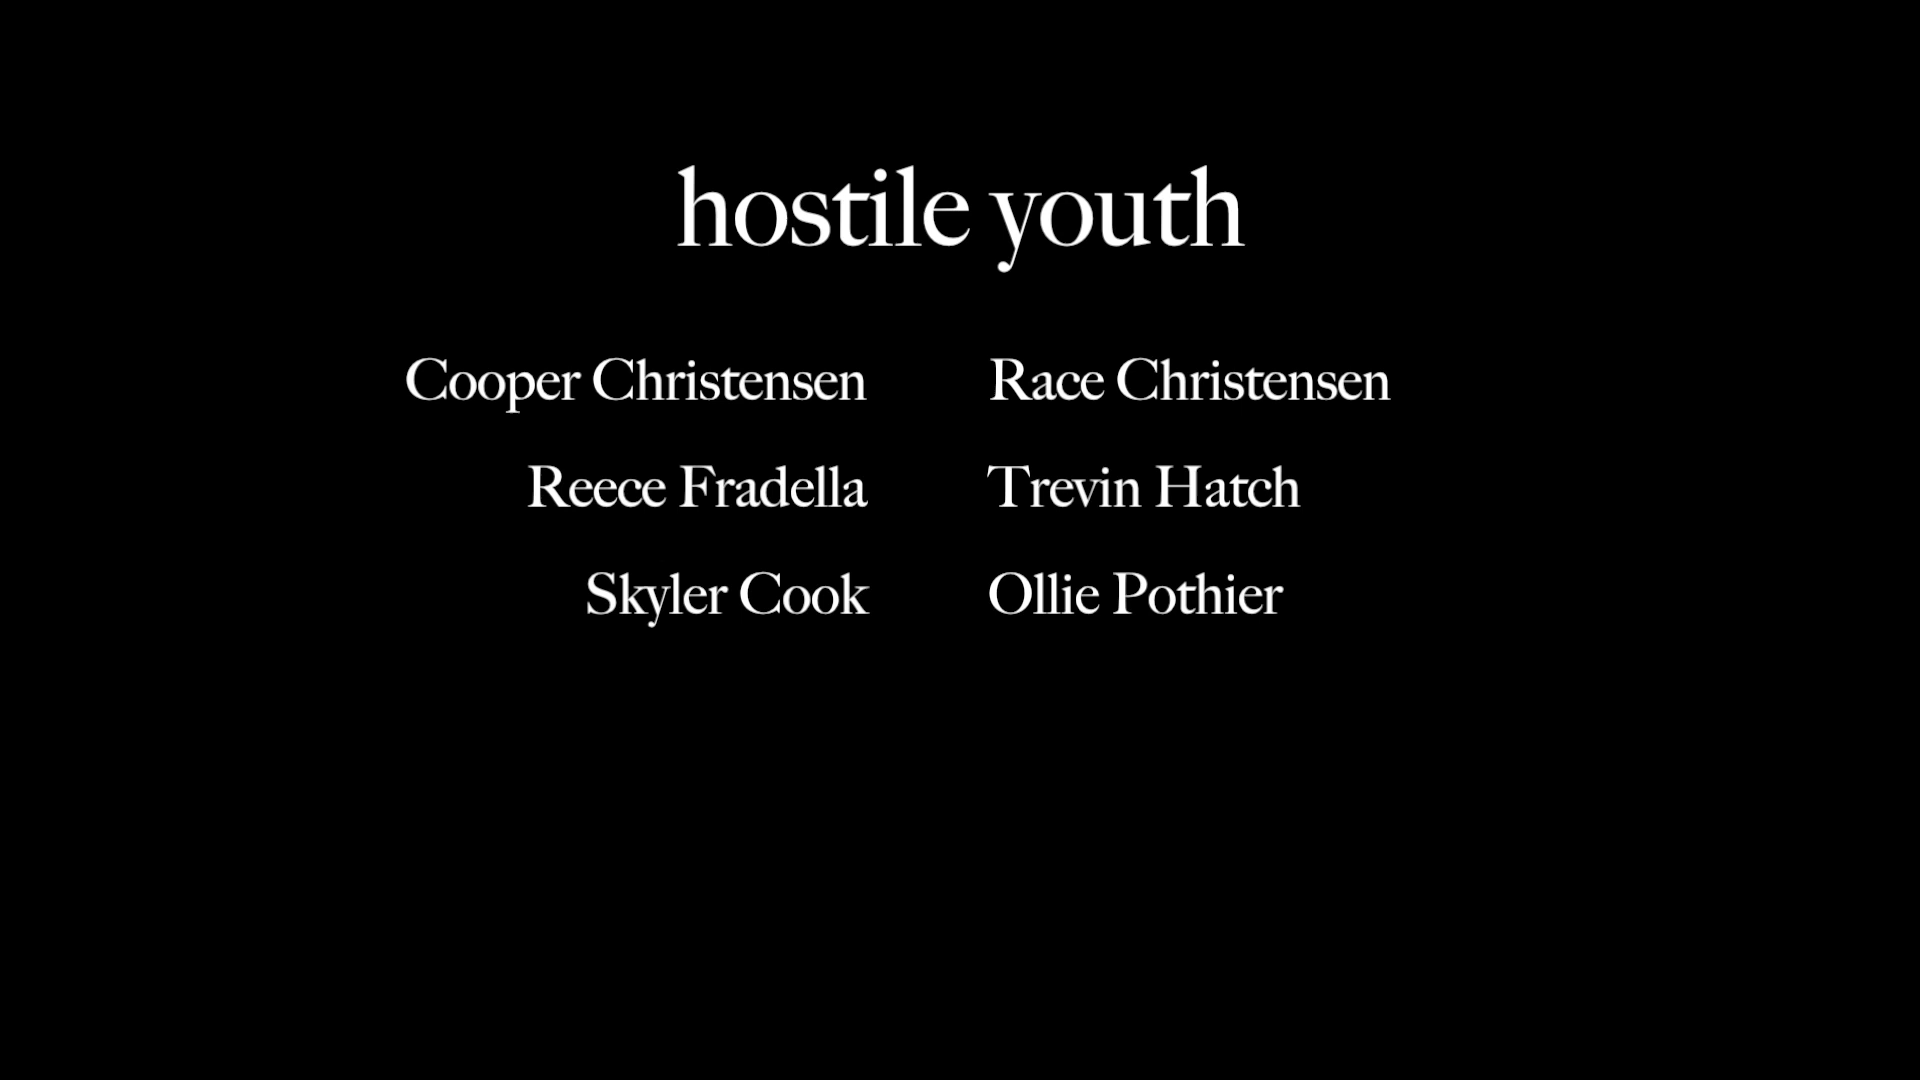 hostile youth
Cooper Christensen Race Christensen
Reece Fradella Trevin Hatch
Skyler Cook Ollie Pothier